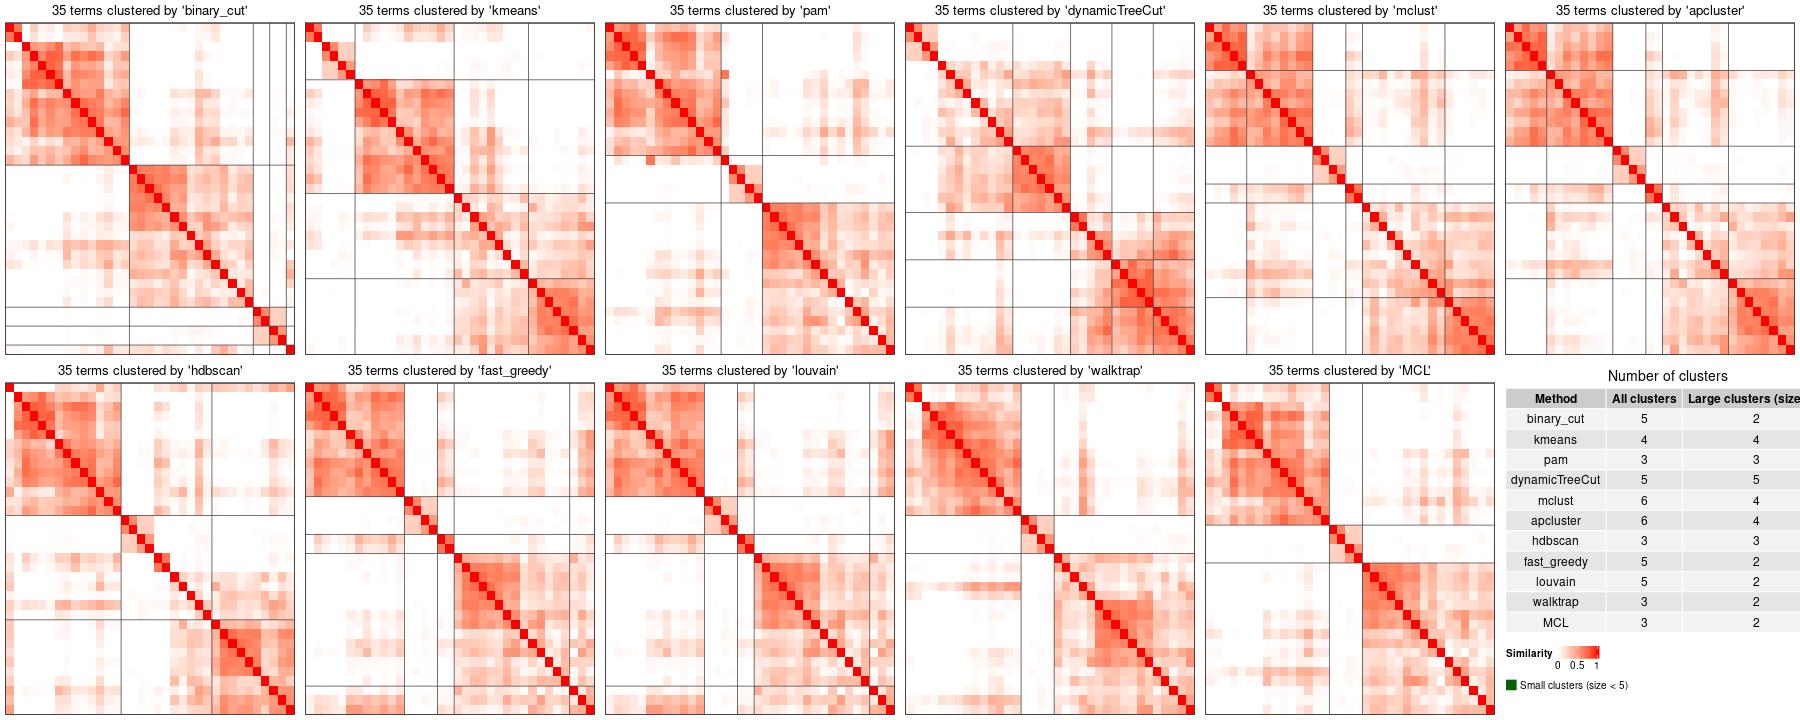 35 terms clustered by 'binary_cut'
35 terms clustered by 'kmeans'
35 terms clustered by 'pam'
35 terms clustered by 'dynamicTreeCut'
35 terms clustered by 'mclust'
35 terms clustered by 'apcluster'
35 terms clustered by 'hdbscan'
35 terms clustered by 'fast_greedy'
35 terms clustered by 'louvain'
35 terms clustered by 'walktrap'
35 terms clustered by 'MCL'
Number of clusters
Method All clusters Large clusters (size
binary_cut 5 2
kmeans 4 4
pam 3 3
dynamicTreeCut 5 5
mclust 6 4
apcluster 6 4
hdbscan 3 3
fast_greedy 5 2
louvain 5 2
walktrap 3 2
MCL 3 2
Similarity
0 0.5 1
Small clusters (size < 5)